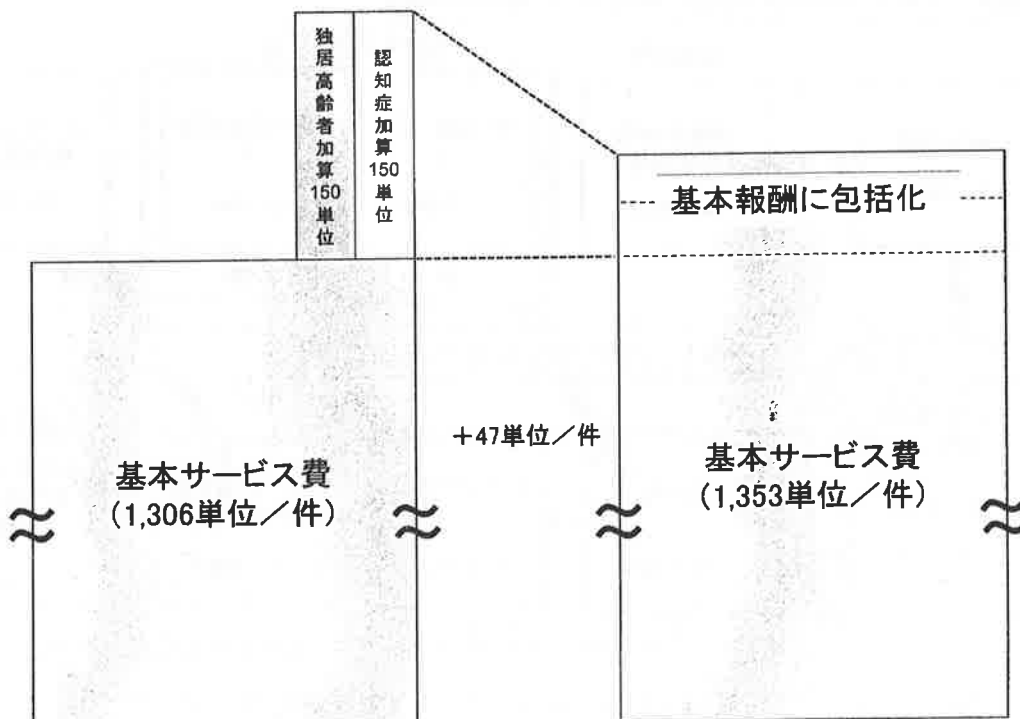 独居高齢者加算150単位
認知症加算150単位
基本報酬に包括化
+47単位/件
基本サービス費
(1,306単位/件)
基本サービス費
(1,353単位/件)